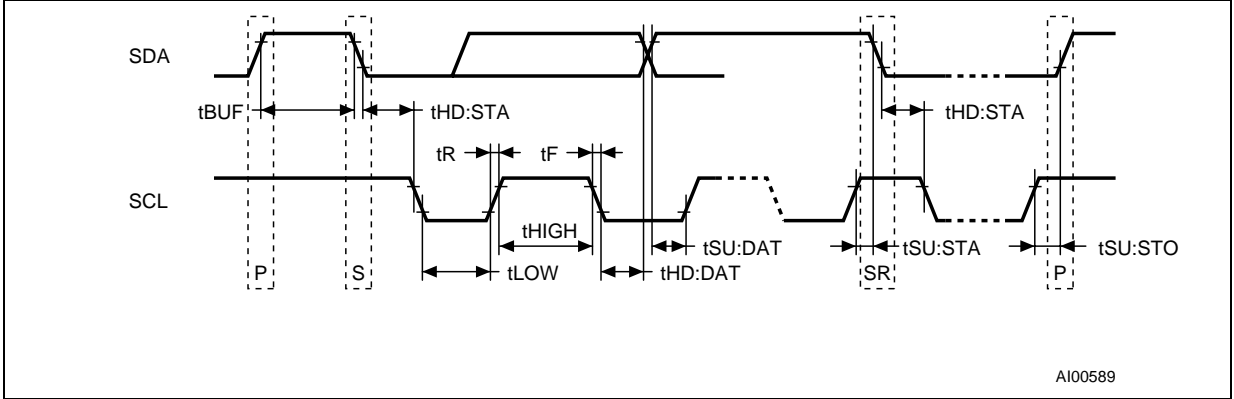 SDA
tBUF
tHD:STA
tHD:STA
tR
tF
SCL
tHIGH
tSU:DAT
tSU:STA
tSU:STO
P
S
tLOW
tHD:DAT
SR
P
AI00589